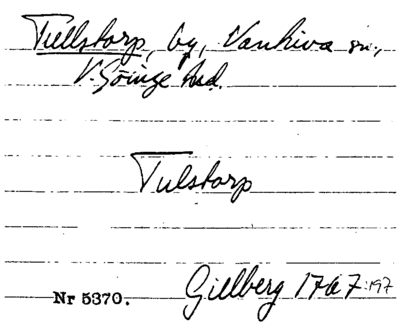 Tullstorp, by, Vankiva sn.,
V. Göinge hd.
Tulstorp
Gillberg 1767:197
Nr 5370.